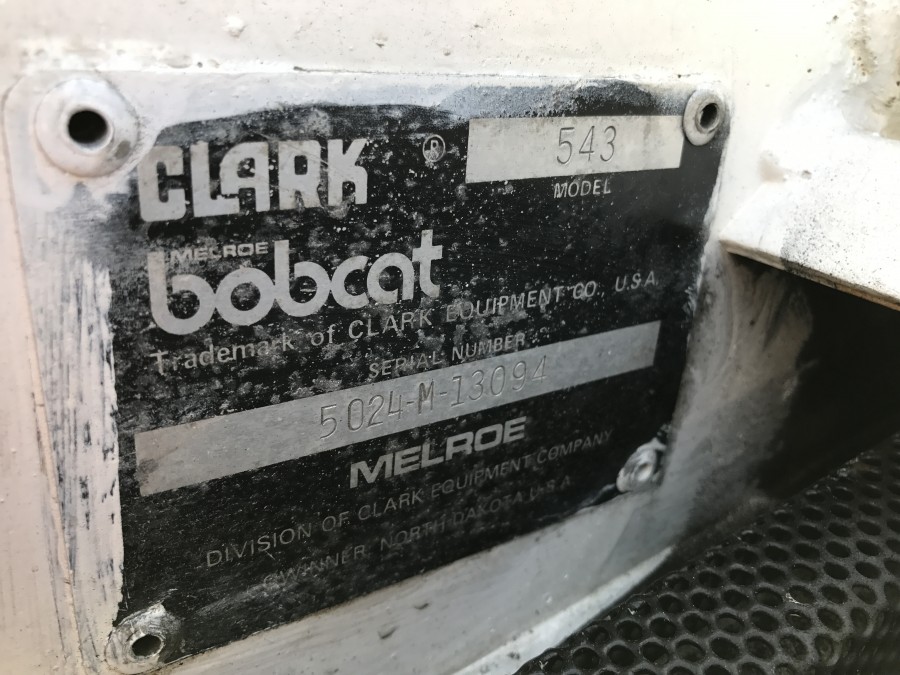 CLARK ®
543
MODEL
MELROE
bobcat
Trademark of CLARK EQUIPMENT CO., U.S.A.
SERIAL NUMBER
5024-M-13094
MELROE
DIVISION OF CLARK EQUIPMENT COMPANY
GWINNER, NORTH DAKOTA U.S.A.